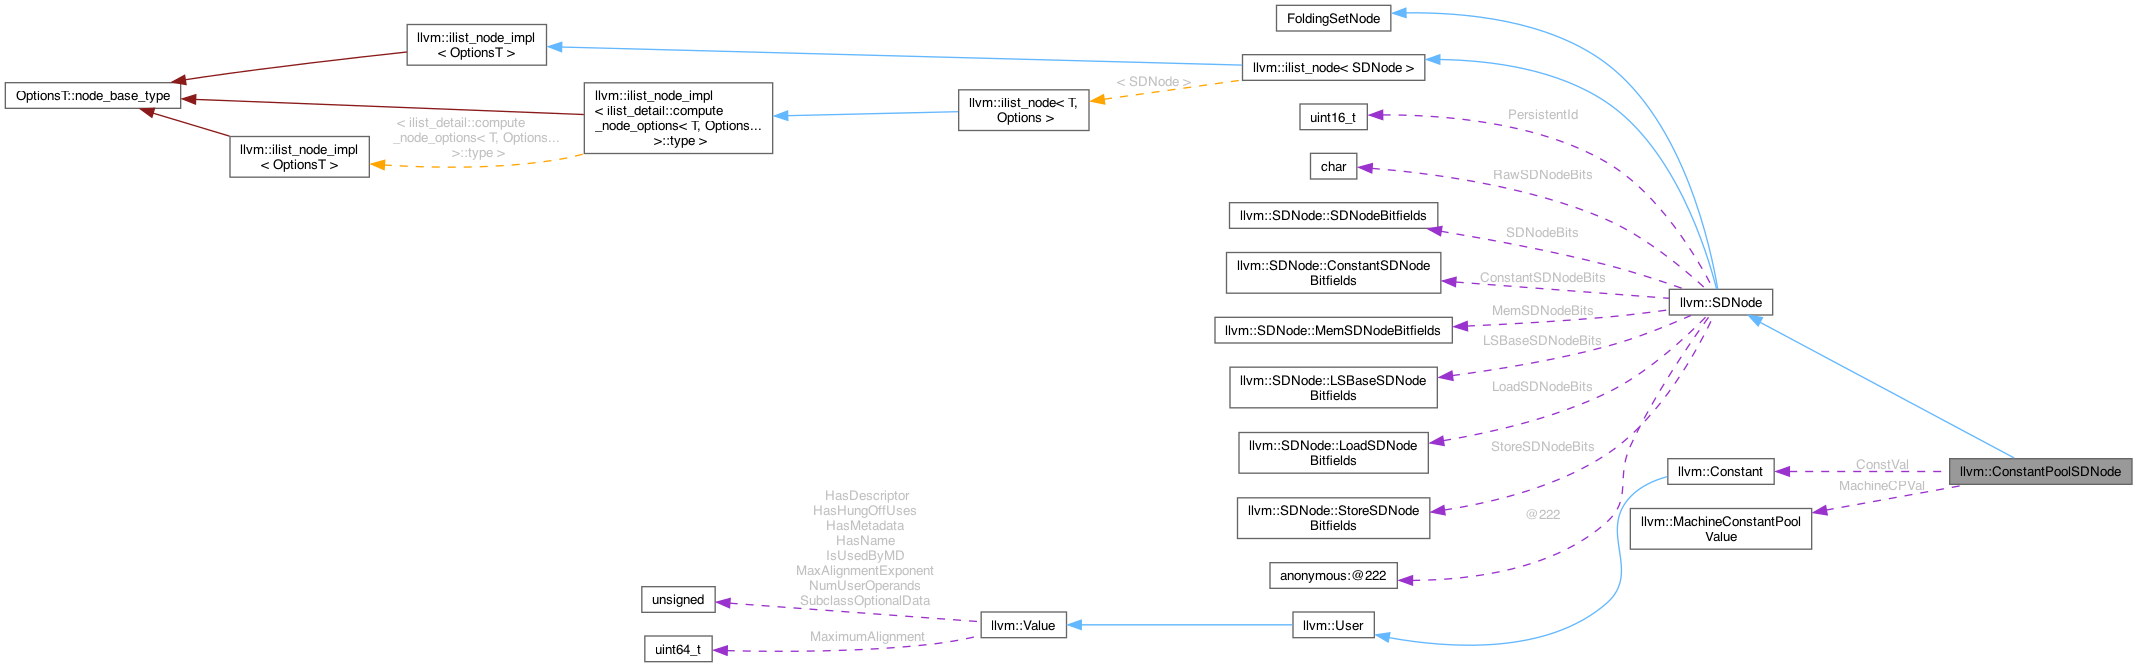 FoldingSetNode
llvm::ilist_node_impl
< OptionsT >
llvm::ilist_node< SDNode >
OptionsT::node_base_type
< SDNode >
llvm::ilist_node_impl
< ilist_detail::compute
_node_options< T, Options...
>::type >
llvm::ilist_node< T,
Options >
< ilist_detail::compute
_node_options< T, Options...
>::type >
llvm::ilist_node_impl
< OptionsT >
uint16_t
PersistentId
char
RawSDNodeBits
llvm::SDNode::SDNodeBitfields
SDNodeBits
llvm::SDNode::ConstantSDNode
Bitfields
ConstantSDNodeBits
llvm::SDNode
llvm::SDNode::MemSDNodeBitfields
MemSDNodeBits
LSBaseSDNodeBits
llvm::SDNode::LSBaseSDNode
Bitfields
LoadSDNodeBits
llvm::SDNode::LoadSDNode
Bitfields
StoreSDNodeBits
llvm::Constant
ConstVal
llvm::ConstantPoolSDNode
MachineCPVal
llvm::SDNode::StoreSDNode
Bitfields
@222
llvm::MachineConstantPool
Value
anonymous:@222
HasDescriptor
HasHungOffUses
HasMetadata
HasName
IsUsedByMD
MaxAlignmentExponent
NumUserOperands
SubclassOptionalData
unsigned
llvm::Value
llvm::User
MaximumAlignment
uint64_t